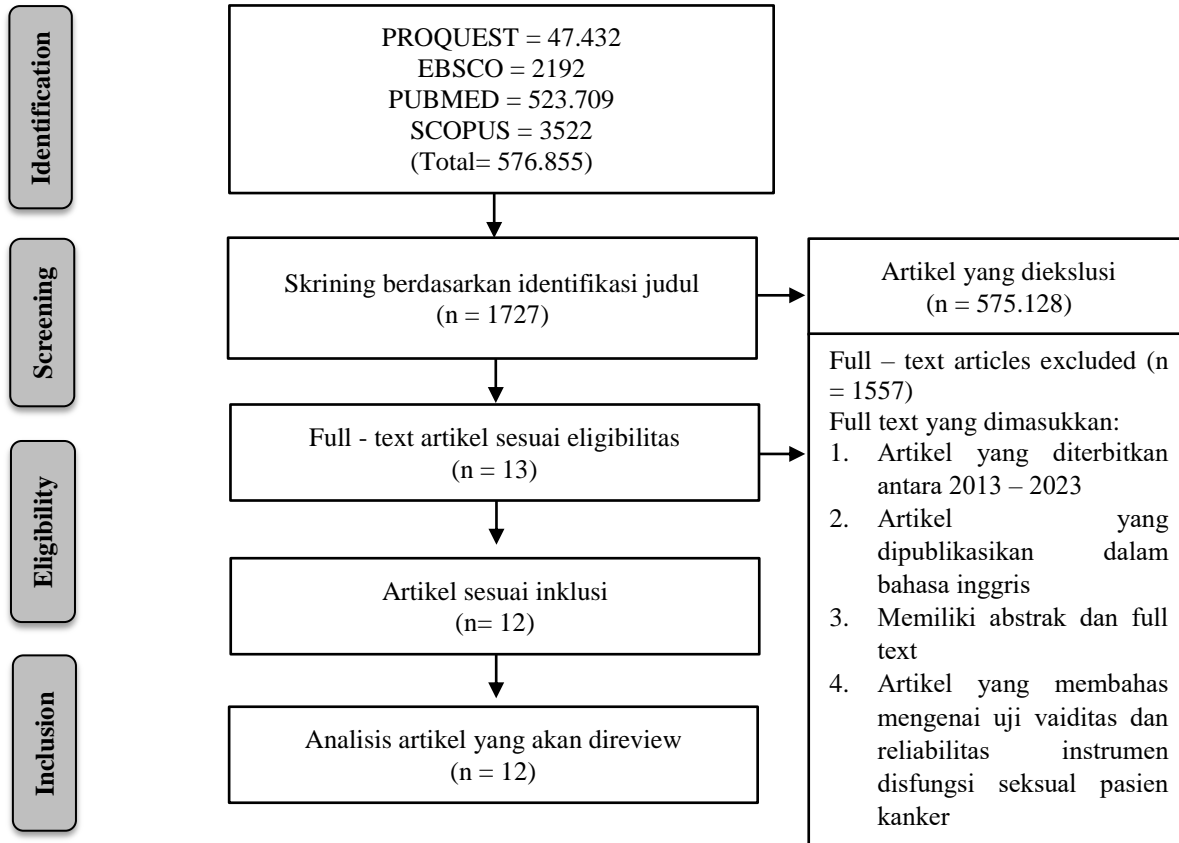 Identification
PROQUEST = 47.432
EBSCO = 2192
PUBMED = 523.709
SCOPUS = 3522
(Total= 576.855)
Screening
Skrining berdasarkan identifikasi judul
(n = 1727)
Artikel yang diekslusi
(n = 575.128)
Eligibility
Full - text artikel sesuai eligibilitas
(n = 13)
Full – text articles excluded (n
= 1557)
Full text yang dimasukkan:
1. Artikel yang diterbitkan
antara 2013 – 2023
2. Artikel yang
dipublikasikan dalam
bahasa inggris
3. Memiliki abstrak dan full
text
4. Artikel yang membahas
mengenai uji vaiditas dan
reliabilitas instrumen
disfungsi seksual pasien
kanker
Artikel sesuai inklusi
(n= 12)
Inclusion
Analisis artikel yang akan direview
(n = 12)